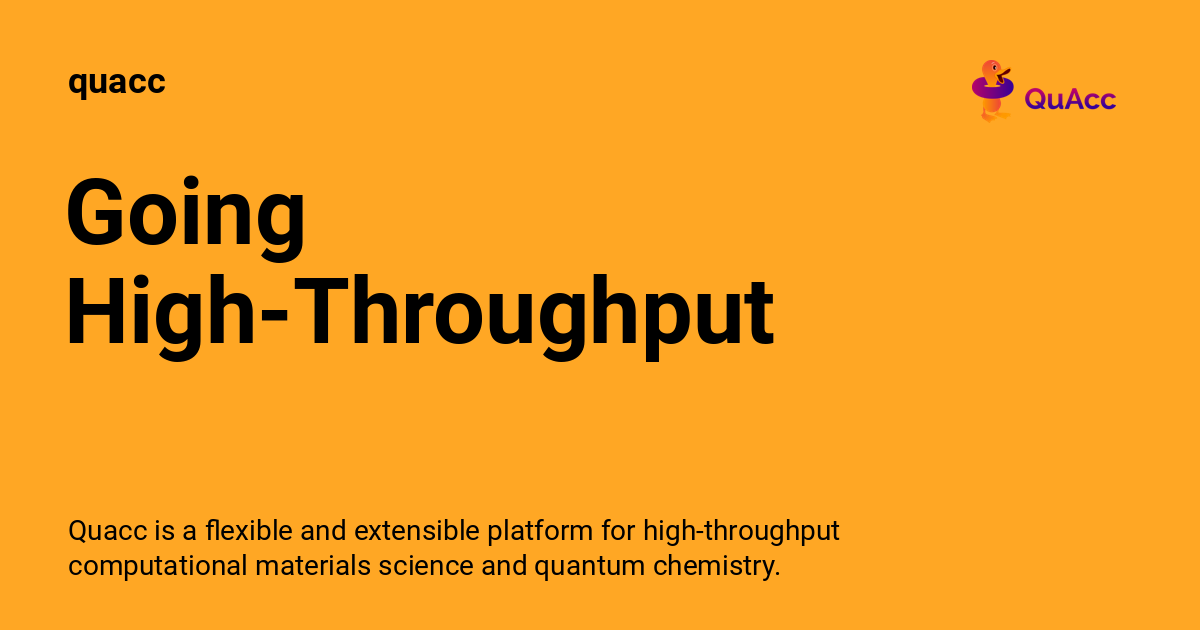 quacc
QuAcc
Going
High-Throughput
Quacc is a flexible and extensible platform for high-throughput
computational materials science and quantum chemistry.